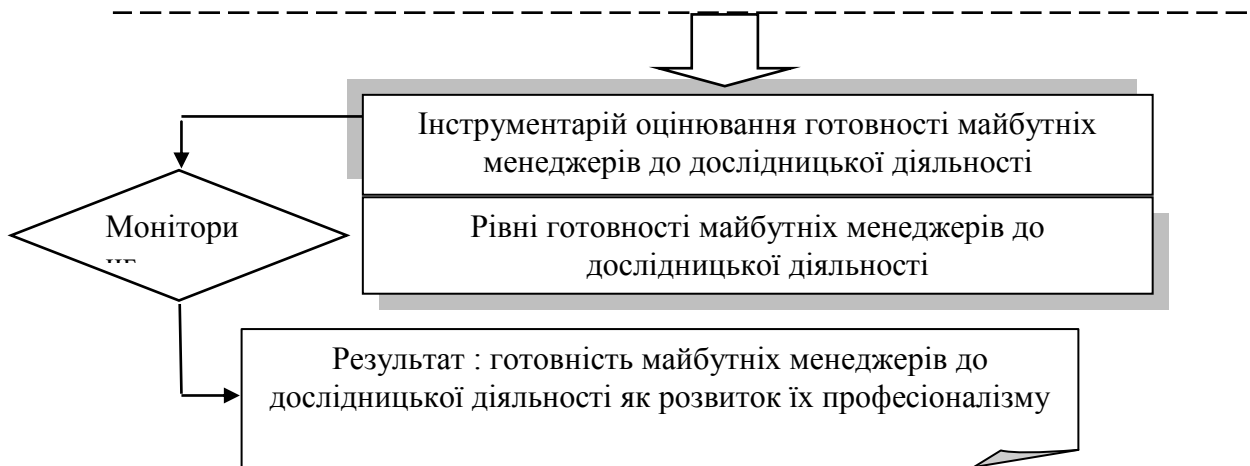 Інструментарій оцінювання готовності майбутніх
менеджерів до дослідницької діяльності
Монітори
Рівні готовності майбутніх менеджерів до
дослідницької діяльності
Результат : готовність майбутніх менеджерів до
дослідницької діяльності як розвиток їх професіоналізму